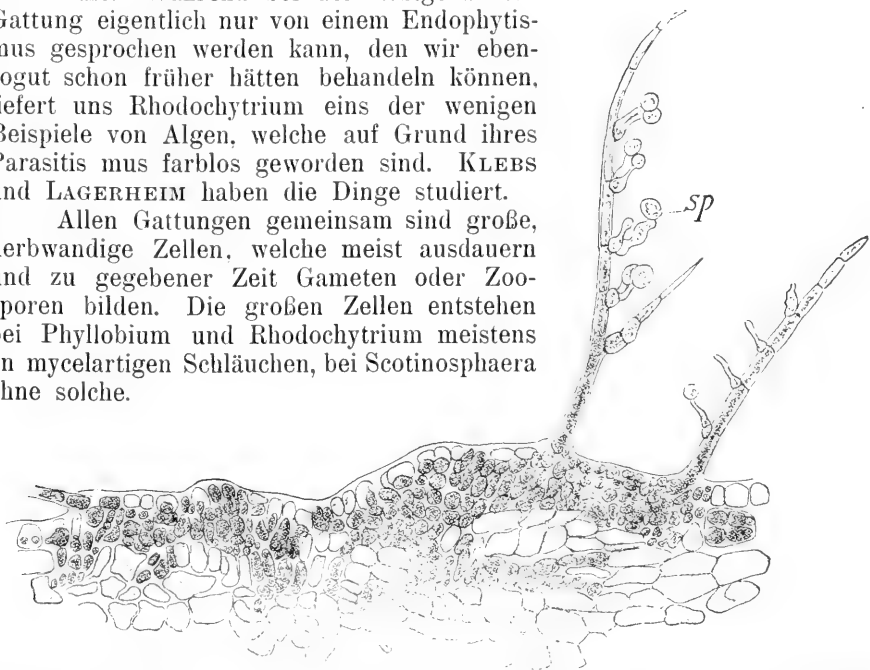 Gattung eigentlich nur von einem Endophytis-
mus gesprochen werden kann, den wir eben-
ogut schon früher hätten behandeln können,
iefert uns Rhodochytrium eins der wenigen
Beispiele von Algen, welche auf Grund ihres
Parasitis mus farblos geworden sind. KLEBS
und LAGERHEIM haben die Dinge studiert.
Allen Gattungen gemeinsam sind große,
erbwandige Zellen, welche meist ausdauern
und zu gegebener Zeit Gameten oder Zoo-
sporen bilden. Die großen Zellen entstehen
bei Phyllobium und Rhodochytrium meistens
in mycelartigen Schläuchen, bei Scotinosphaera
hne solche.
sp